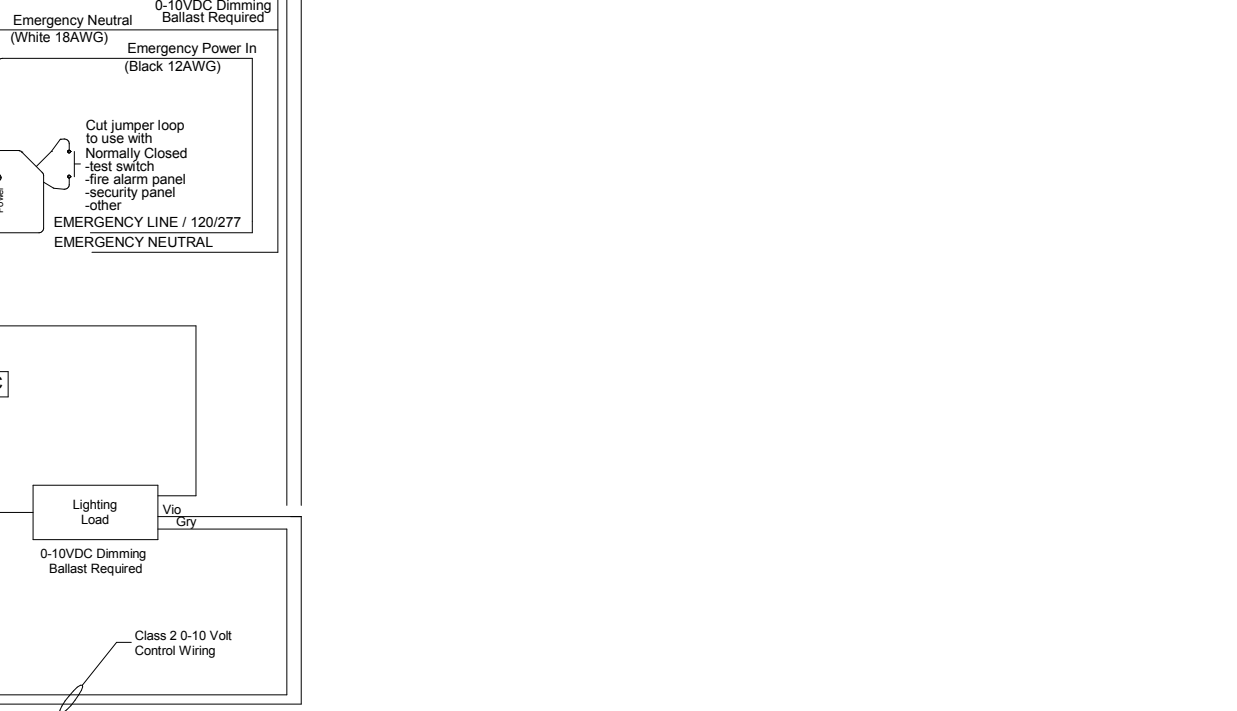 0-10VDC Dimming
Ballast Required
Emergency Neutral
(White 18AWG)
Emergency Power In
(Black 12AWG)
Cut jumper loop
to use with
Normally Closed
-test switch
-fire alarm panel
-security panel
-other
Power
EMERGENCY LINE / 120/277
EMERGENCY NEUTRAL
Lighting
Load
Vio
Gry
0-10VDC Dimming
Ballast Required
Class 2 0-10 Volt
Control Wiring